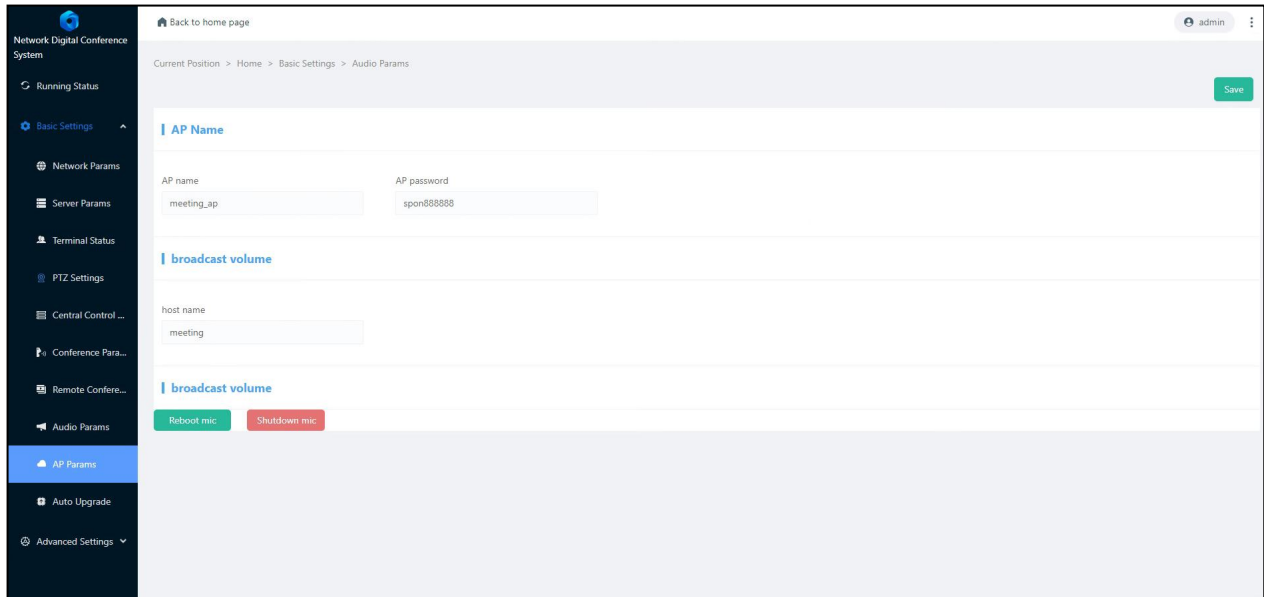 Network Digital Conference
System
Running Status
Basic Settings
Network Params
Server Params
Terminal Status
PTZ Settings
Central Control ...
Conference Para...
Remote Confere...
Audio Params
AP Params
Auto Upgrade
Advanced Settings
Back to home page
admin
Current Position > Home > Basic Settings > Audio Params
Save
AP Name
AP name AP password
meeting_ap spon888888
broadcast volume
host name
meeting
broadcast volume
Reboot mic Shutdown mic